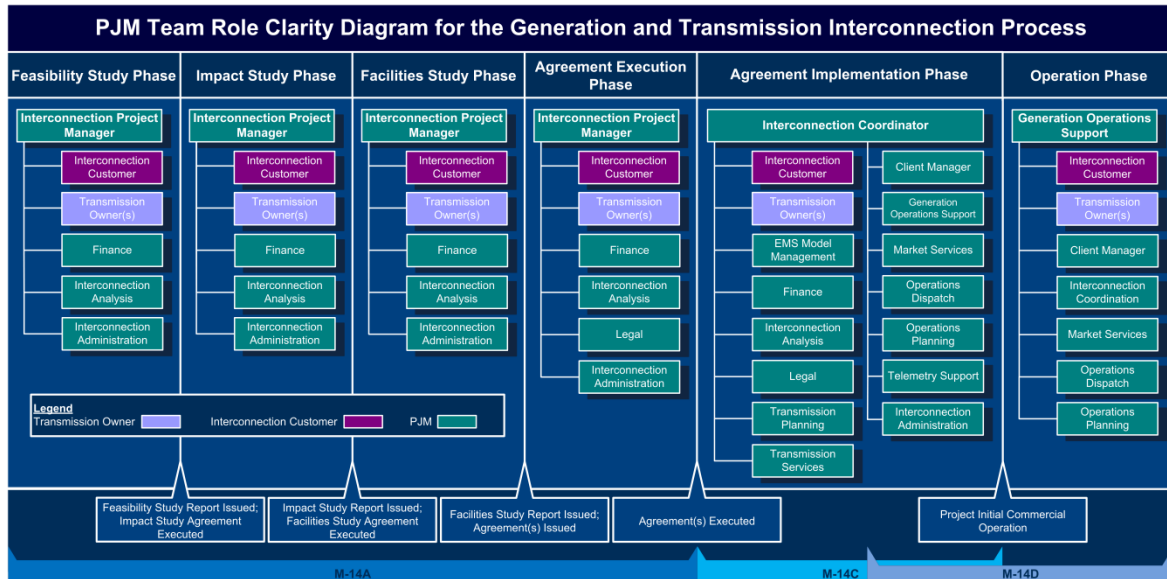 PJM Team Role Clarity Diagram for the Generation and Transmission Interconnection Process
Feasibility Study Phase
Impact Study Phase
Facilities Study Phase
Agreement Execution
Phase
Agreement Implementation Phase
Operation Phase
Interconnection Project
Manager
Interconnection
Customer
Transmission
Owner(s)
Finance
Interconnection
Analysis
Interconnection
Administration
Interconnection Project
Manager
Interconnection
Customer
Transmission
Owner(s)
Finance
Interconnection
Analysis
Interconnection
Administration
Interconnection Project
Manager
Interconnection
Customer
Transmission
Owner(s)
Finance
Interconnection
Analysis
Interconnection
Administration
Interconnection Project
Manager
Interconnection
Customer
Transmission
Owner(s)
Finance
Interconnection
Analysis
Legal
Interconnection
Administration
Interconnection Coordinator
Interconnection
Customer
Transmission
Owner(s)
EMS Model
Management
Finance
Interconnection
Analysis
Legal
Transmission
Planning
Transmission
Services
Client Manager
Generation
Operations Support
Market Services
Operations
Dispatch
Operations
Planning
Telemetry Support
Interconnection
Administration
Generation Operations
Support
Interconnection
Customer
Transmission
Owner(s)
Client Manager
Interconnection
Coordination
Market Services
Operations
Dispatch
Operations
Planning
Legend
Transmission Owner
Interconnection Customer
PJM
Feasibility Study Report Issued;
Impact Study Agreement
Executed
Impact Study Report Issued;
Facilities Study Agreement
Executed
Facilities Study Report Issued;
Agreement(s) Issued
Agreement(s) Executed
Project Initial Commercial
Operation
M-14A
M-14C
M-14D